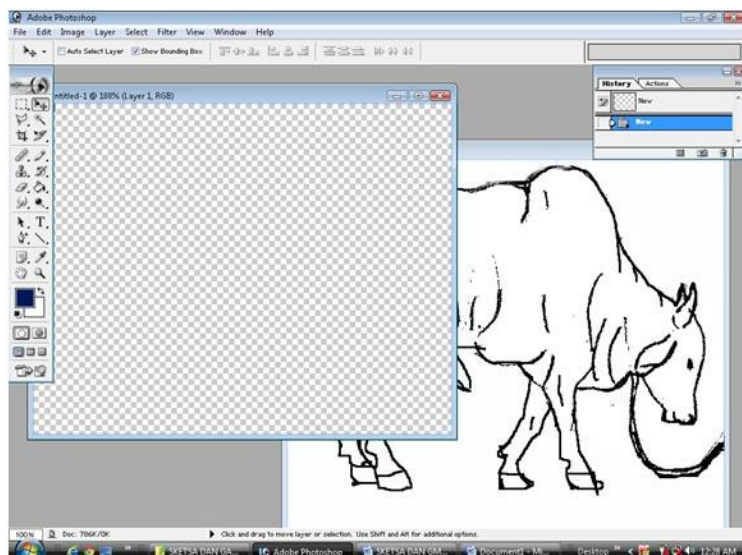 Adobe Photoshop
File Edit Image Layer Select Filter View Window Help
Auto Select Layer Show Bounding Box
ntitled-1 @ 100% (Layer 1, RGB)
History Actions
New
New
100% Doc: 786K/0K Click and drag to move layer or selection. Use Shift and Alt for additional options.
SKETSA DAN GA... Adobe Photoshop SKETSA DAN GM... Document1 - Mi... Desktop 12:28 AM